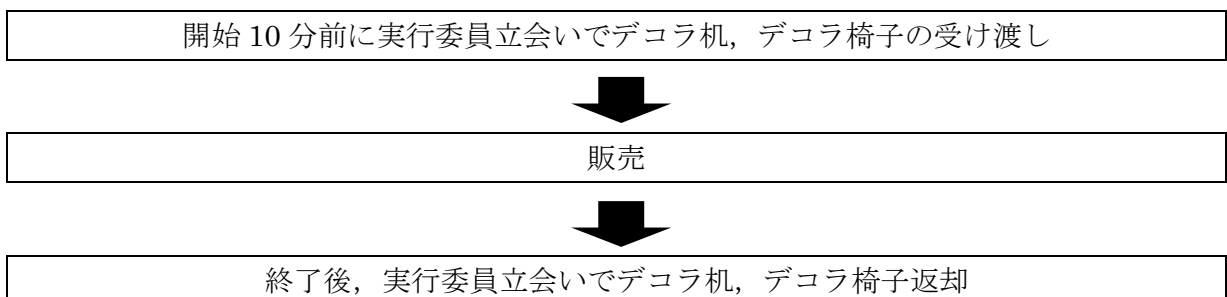 開始 10 分前に実行委員立会いでデコラ机，デコラ椅子の受け渡し
販売
終了後，実行委員立会いでデコラ机，デコラ椅子返却